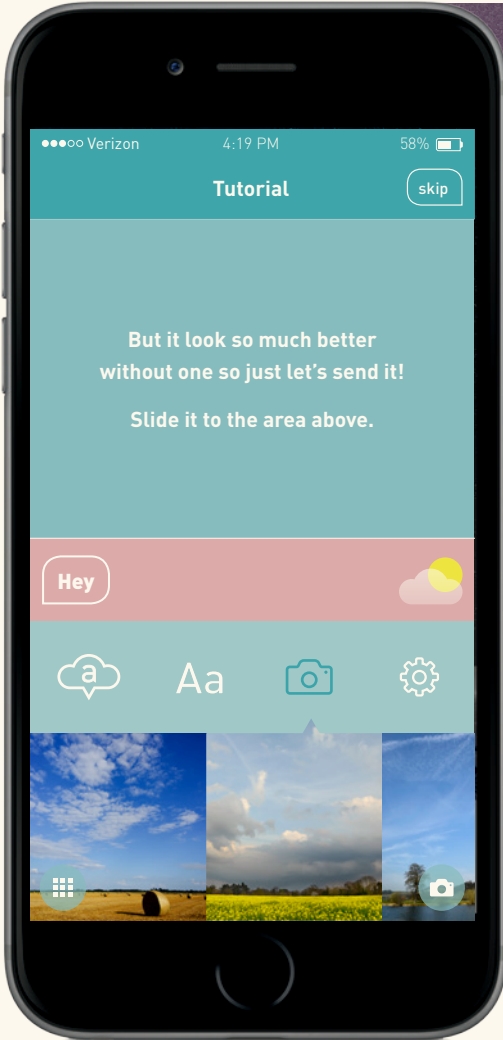 Verizon 4:19 PM 58%
Tutorial skip
But it look so much better
without one so just let's send it!
Slide it to the area above.
Hey
a Aa